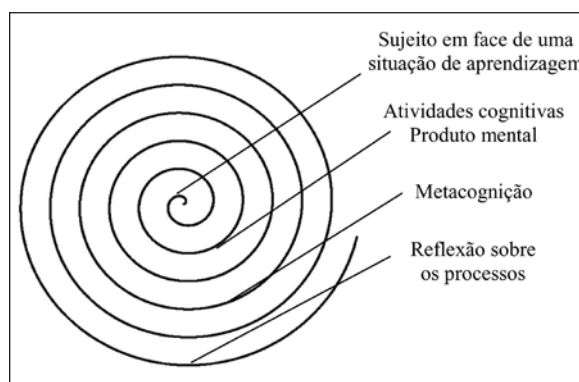 Sujeito em face de uma
situação de aprendizagem
Atividades cognitivas
Produto mental
Metacognição
Reflexão sobre
os processos